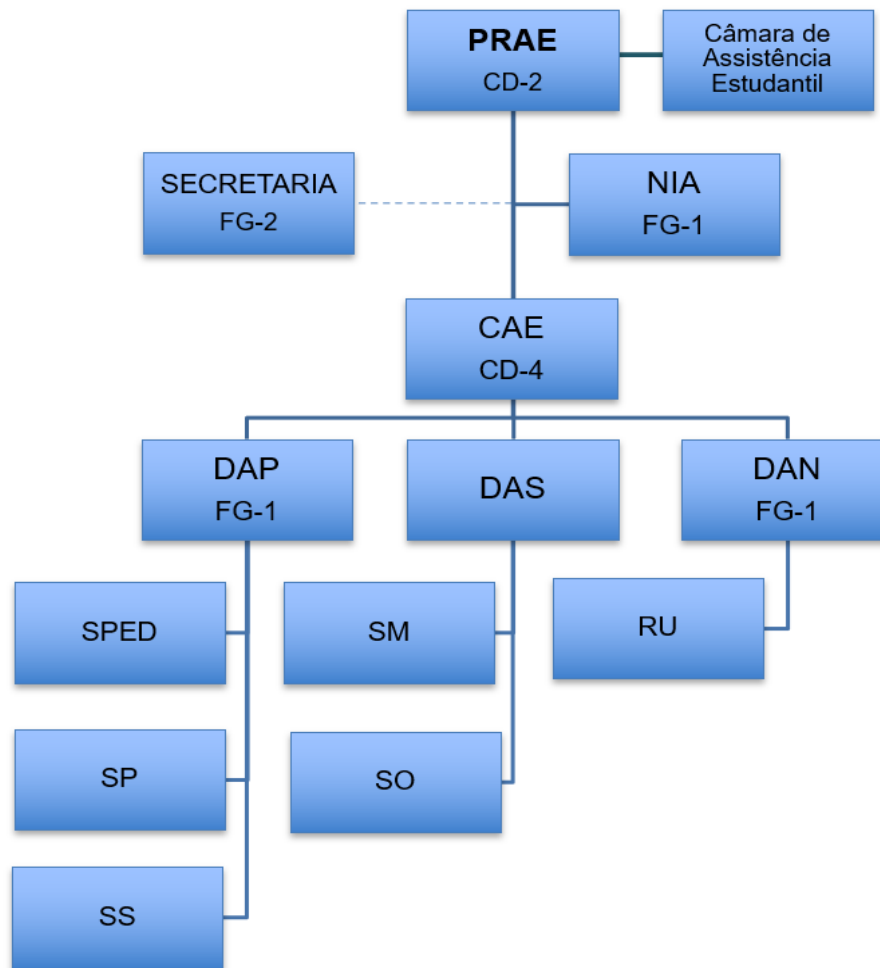 PRAE
CD-2
Câmara de
Assistência
Estudantil
SECRETARIA
FG-2
NIA
FG-1
CAE
CD-4
DAP
FG-1
DAS
DAN
FG-1
SPED
SM
RU
SP
SO
SS